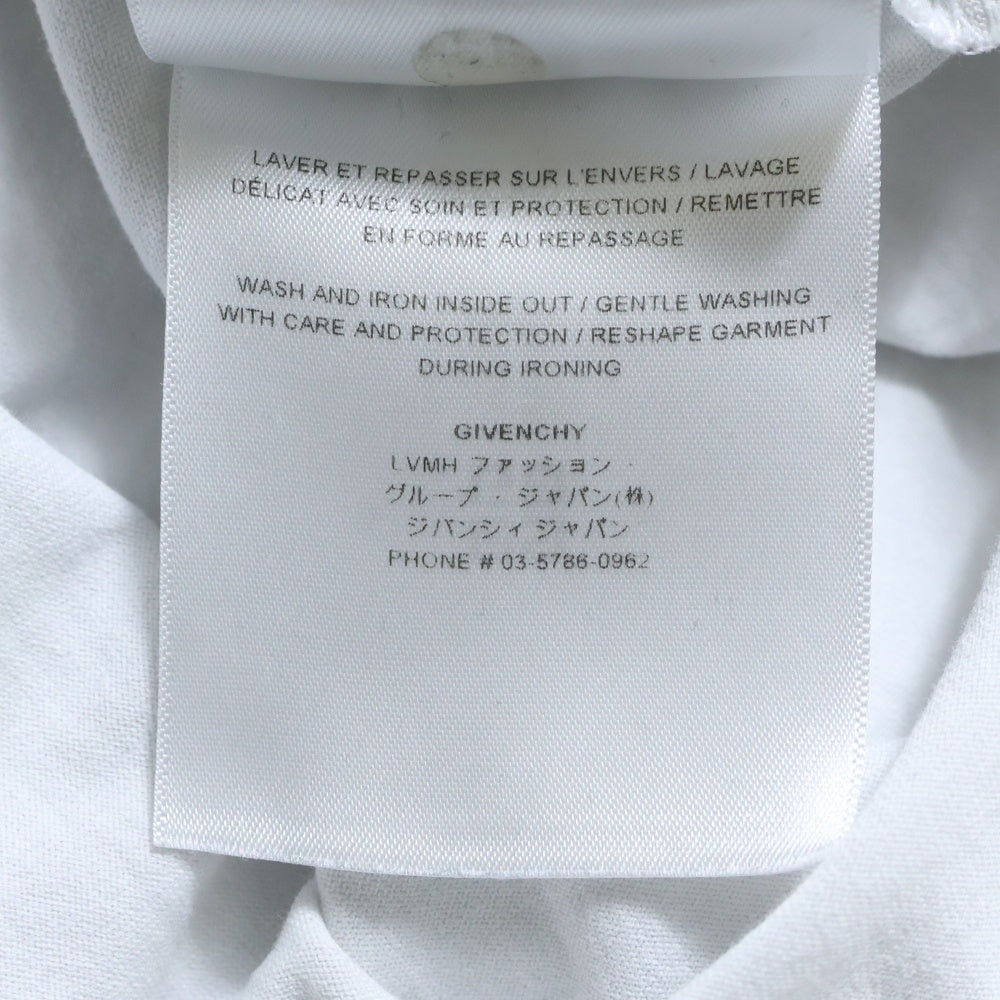 LAVER ET REPASSER SUR L'ENVERS / LAVAGE
DÉLICAT AVEC SOIN ET PROTECTION / REMETTRE
EN FORME AU REPASSAGE
WASH AND IRON INSIDE OUT / GENTLE WASHING
WITH CARE AND PROTECTION / RESHAPE GARMENT
DURING IRONING
GIVENCHY
LVMH ファッション ·
グループ · ジャパン(株)
ジバンシィ ジャパン
PHONE # 03-5786-0962